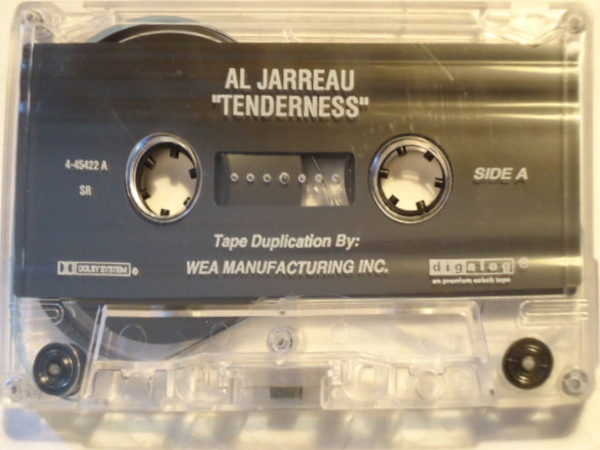 AL JARREAU
"TENDERNESS"
4-45422 A
SR
SIDE A
Tape Duplication By:
WEA MANUFACTURING INC.
DOLBY SYSTEM ®
digalog®
on premium cobalt tape